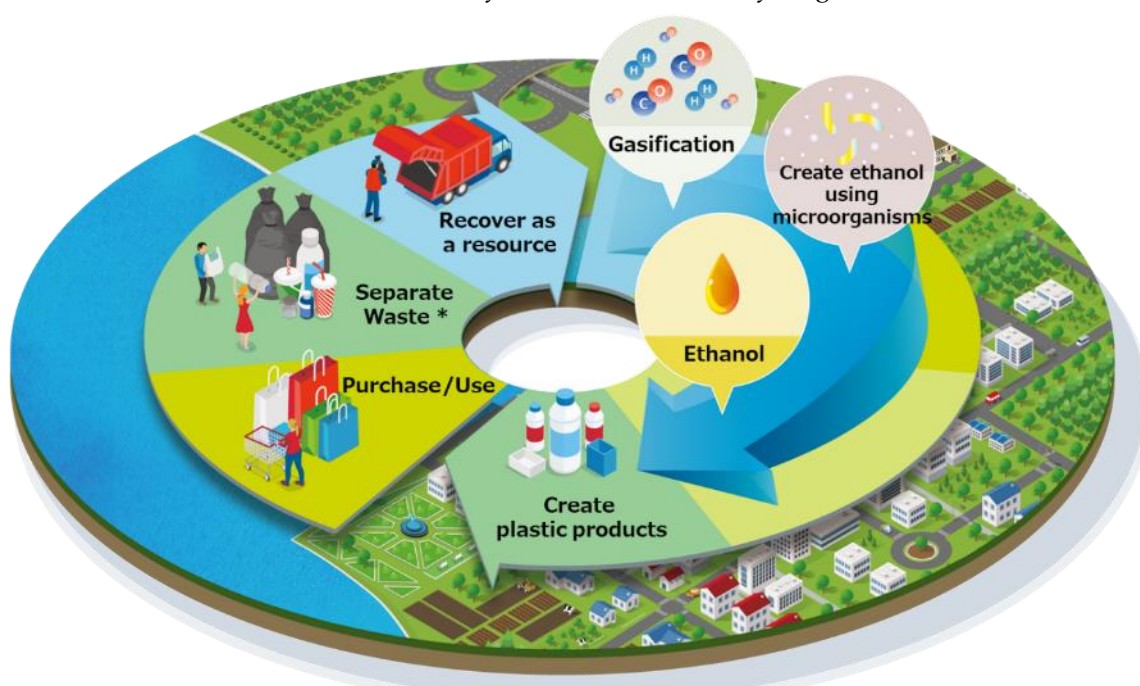 Gasification
H
H
C
O
C
O
H
H
Create ethanol
using
microorganisms
Recover as
a resource
Ethanol
Separate
Waste *
Purchase/Use
Create
plastic products